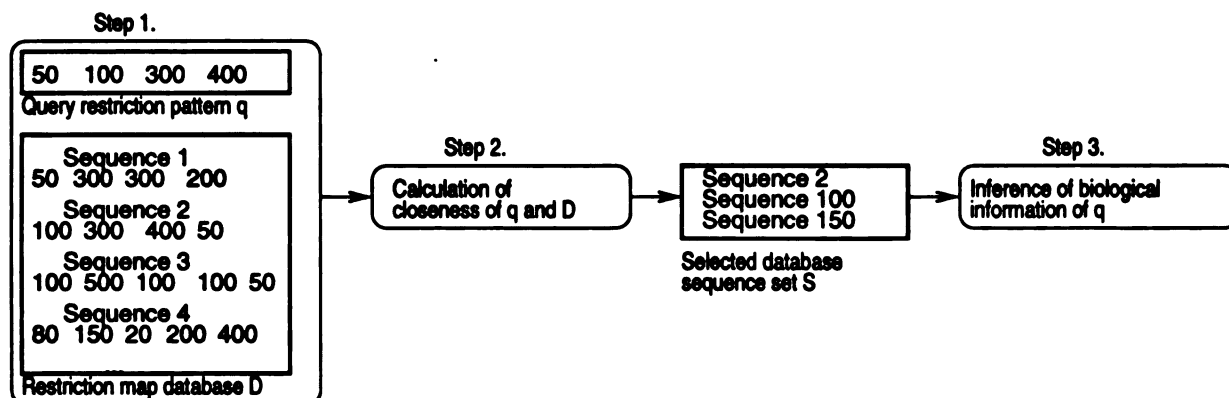 Step 1.
50 100 300 400
Query restriction pattern q
Sequence 1
50 300 300 200
Sequence 2
100 300 400 50
Sequence 3
100 500 100 100 50
Sequence 4
80 150 20 200 400
...
Restriction map database D
Step 2.
Calculation of
closeness of q and D
Sequence 2
Sequence 100
Sequence 150
Selected database
sequence set S
Step 3.
Inference of biological
information of q